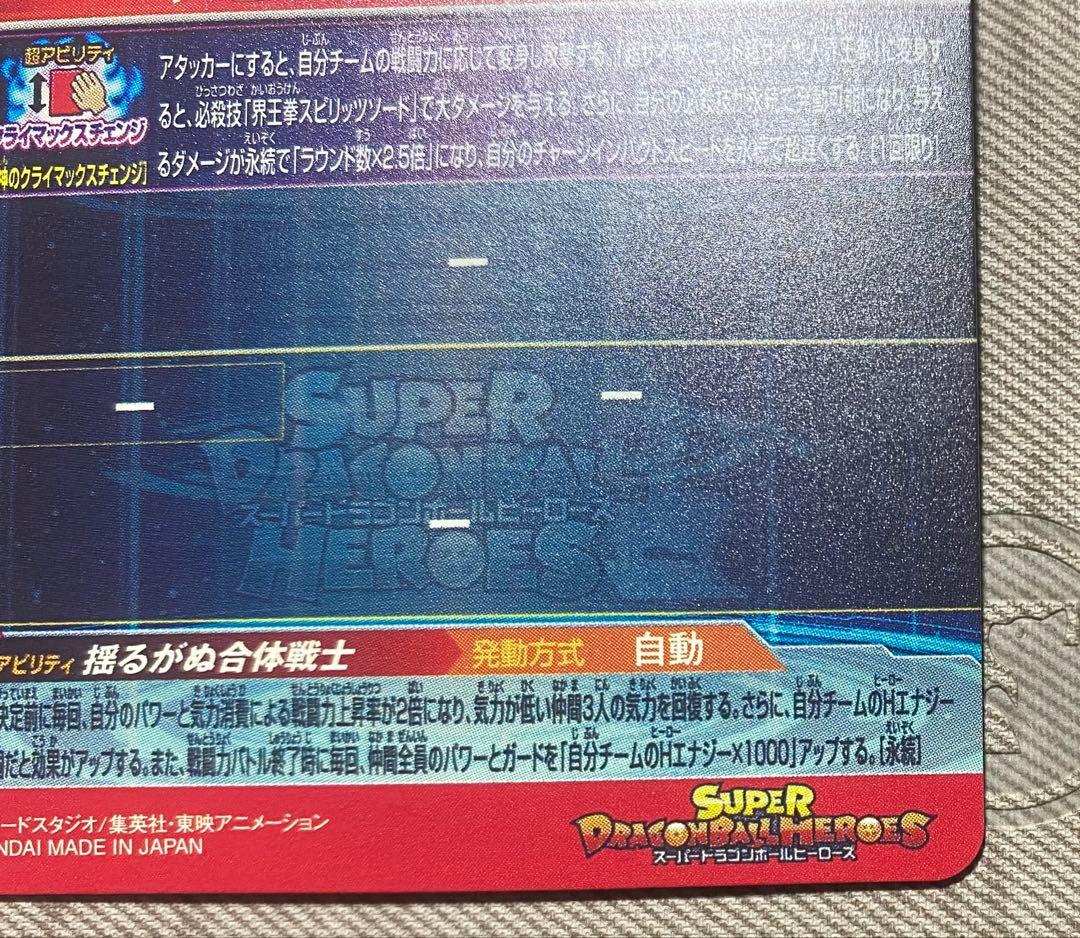 超アビリティ
アタッカーにすると、自分チームの戦闘力に応じて変身し攻撃する。
ると、必殺技「界王拳スピリッツソード」で大ダメージを与える。さらに
クライマックスチェンジ
神のクライマックスチェンジ]
るダメージが永続で「ラウンド数×2.5倍」になり、自分のチャージインパクトスピードを永続で超遅くする。[1回限り]
SUPER
DRAGONBALL
スーパードラゴンボールヒーローズ
HEROES
アビリティ 揺るがぬ合体戦士 発動方式 自動
決定前に毎回、自分のパワーと気力消費による戦闘力上昇率が2倍になり、気力が低い仲間3人の気力を回復する。さらに、自分チームのHエナジー
だと効果がアップする。また、戦闘力バトル終了時に毎回、仲間全員のパワーとガードを「自分チームのHエナジー×1000」アップする。[永続]
ードスタジオ/集英社・東映アニメーション
NDAI MADE IN JAPAN
SUPER
DRAGONBALL HEROES
スーパードラゴンボールヒーローズ